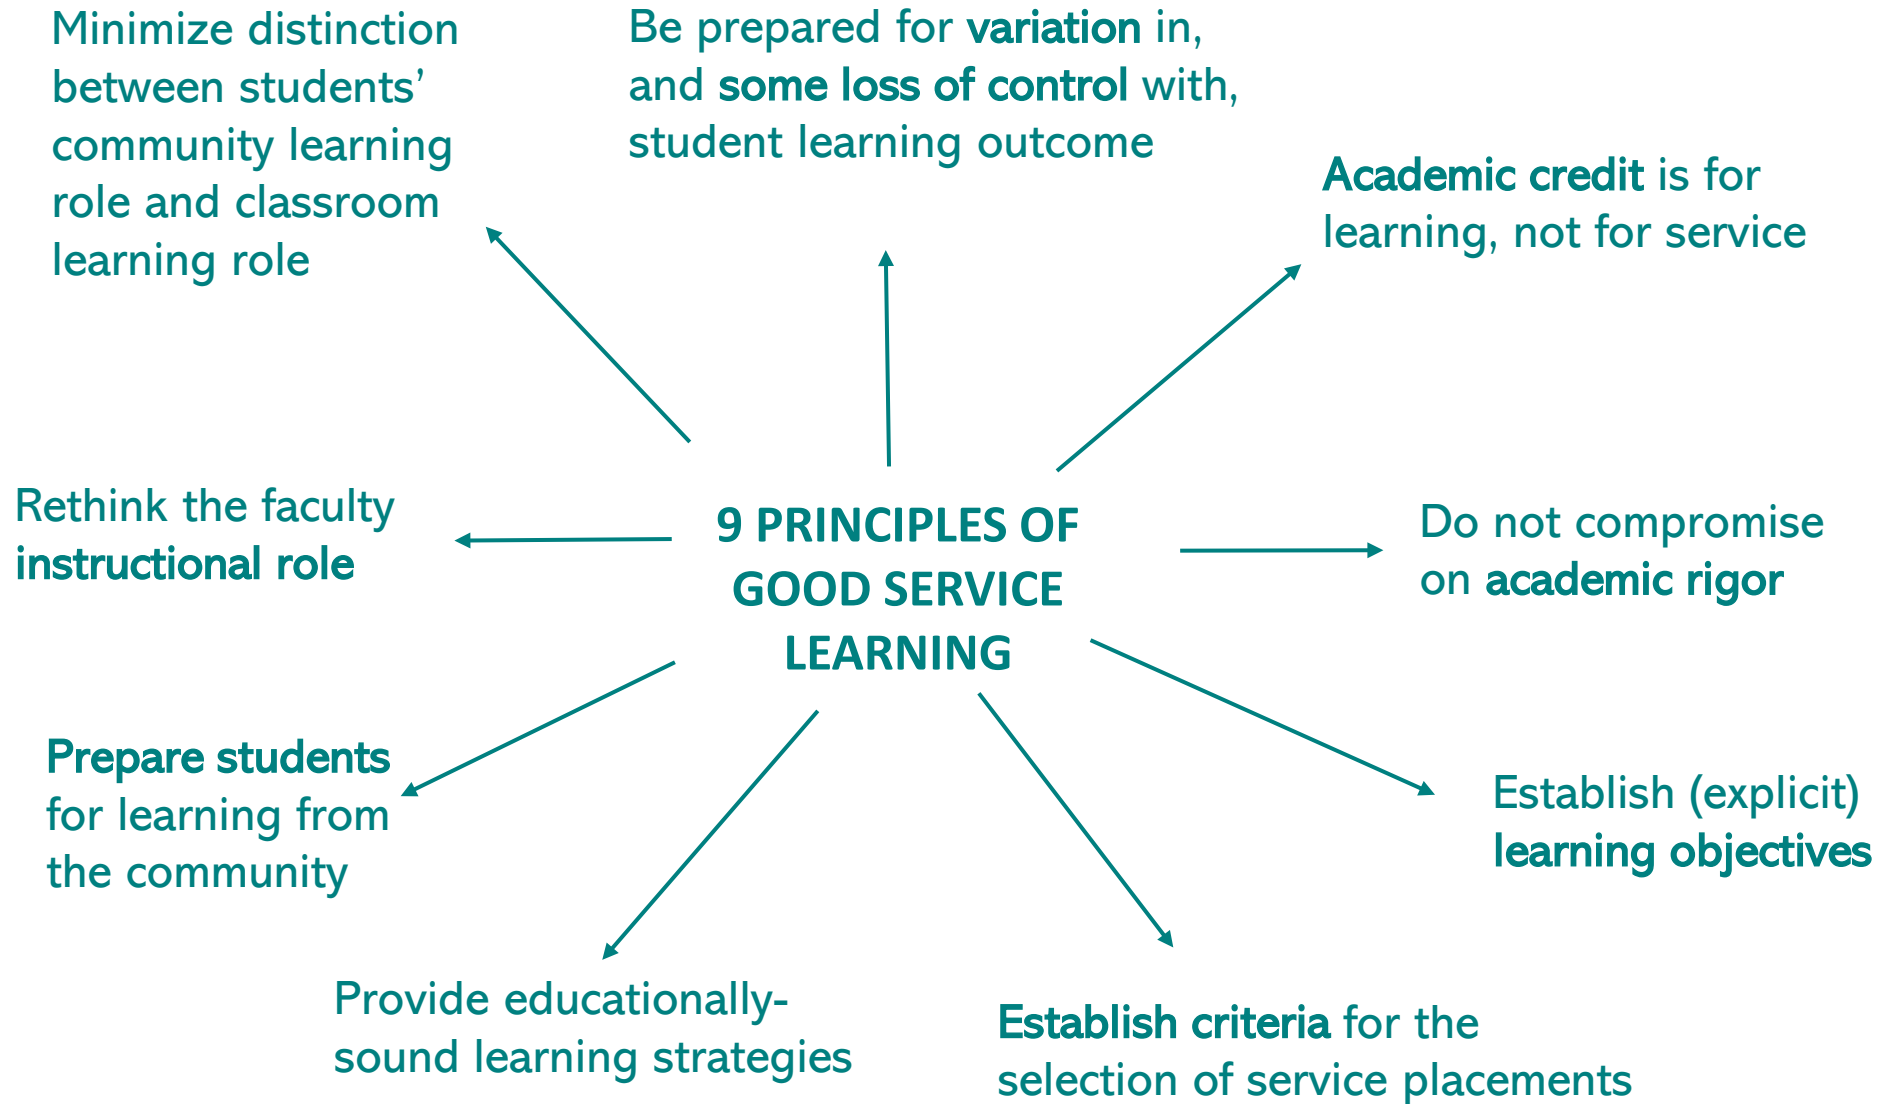 Minimize distinction
between students’
community learning
role and classroom
learning role
Be prepared for variation in,
and some loss of control with,
student learning outcome
Academic credit is for
learning, not for service
Rethink the faculty
instructional role
9 PRINCIPLES OF
GOOD SERVICE
LEARNING
Do not compromise
on academic rigor
Prepare students
for learning from
the community
Establish (explicit)
learning objectives
Provide educationally-
sound learning strategies
Establish criteria for the
selection of service placements